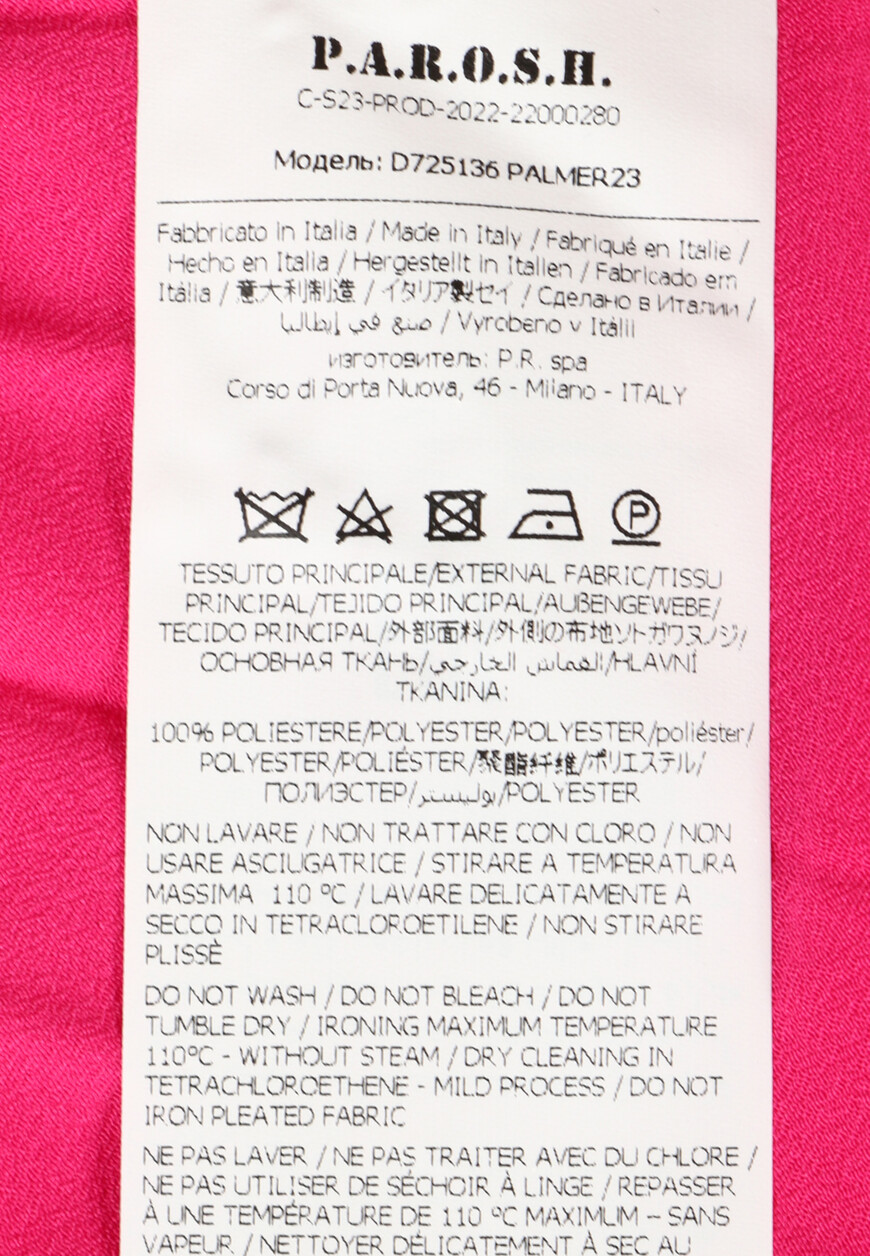 P.A.R.O.S.H.
C-S23-PROD-2022-22000280
Модель: D725136 PALMER23
Fabbricato in Italia / Made in Italy / Fabriqué en Italie /
Hecho en Italia / Hergestellt in Italien / Fabricado em
Itália / 意大利制造 / イタリア製セイ / Сделано в Италии /
صنع في إيطاليا / Vyrobeno v Itálii
изготовитель: P.R. spa
Corso di Porta Nuova, 46 - Milano - ITALY
P
TESSUTO PRINCIPALE/EXTERNAL FABRIC/TISSU
PRINCIPAL/TEJIDO PRINCIPAL/AUßENGEWEBE/
TECIDO PRINCIPAL/外部面料/外側の布地ソトガワヌノジ/
ОСНОВНАЯ ТКАНЬ/القماش الخارجي/HLAVNÍ
TKANINA:
100% POLIESTERE/POLYESTER/POLYESTER/poliéster/
POLYESTER/POLIÉSTER/聚酯纤维/ポリエステル/
ПОЛИЭСТЕР/بوليستر/POLYESTER
NON LAVARE / NON TRATTARE CON CLORO / NON
USARE ASCIUGATRICE / STIRARE A TEMPERATURA
MASSIMA 110 ºC / LAVARE DELICATAMENTE A
SECCO IN TETRACLOROETILENE / NON STIRARE
PLISSÈ
DO NOT WASH / DO NOT BLEACH / DO NOT
TUMBLE DRY / IRONING MAXIMUM TEMPERATURE
110ºC - WITHOUT STEAM / DRY CLEANING IN
TETRACHLOROETHENE - MILD PROCESS / DO NOT
IRON PLEATED FABRIC
NE PAS LAVER / NE PAS TRAITER AVEC DU CHLORE /
NE PAS UTILISER DE SÉCHOIR À LINGE / REPASSER
À UNE TEMPÉRATURE DE 110 ºC MAXIMUM – SANS
VAPEUR / NETTOYER DÉLICATEMENT À SEC AU